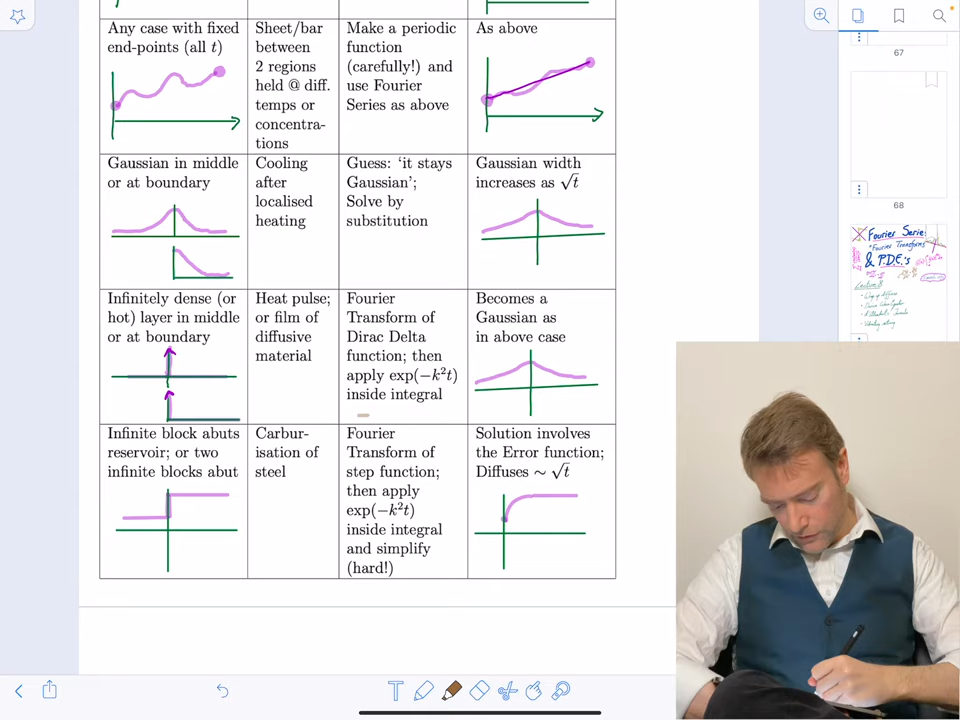 Any case with fixed
end-points (all t)
Sheet/bar
between
2 regions
held @ diff.
temps or
concentra-
tions
Make a periodic
function
(carefully!) and
use Fourier
Series as above
As above
Gaussian in middle
or at boundary
Cooling
after
localised
heating
Guess: ‘it stays
Gaussian’;
Solve by
substitution
Gaussian width
increases as √t
Infinitely dense (or
hot) layer in middle
or at boundary
Heat pulse;
or film of
diffusive
material
Fourier
Transform of
Dirac Delta
function; then
apply exp(−k²t)
inside integral
Becomes a
Gaussian as
in above case
Infinite block abuts
reservoir; or two
infinite blocks abut
Carbur-
isation of
steel
Fourier
Transform of
step function;
then apply
exp(−k²t)
inside integral
and simplify
(hard!)
Solution involves
the Error function;
Diffuses ∼ √t
67
68
Fourier Series
Fourier Transforms
& P.D.E.'s
Lecture 8
T